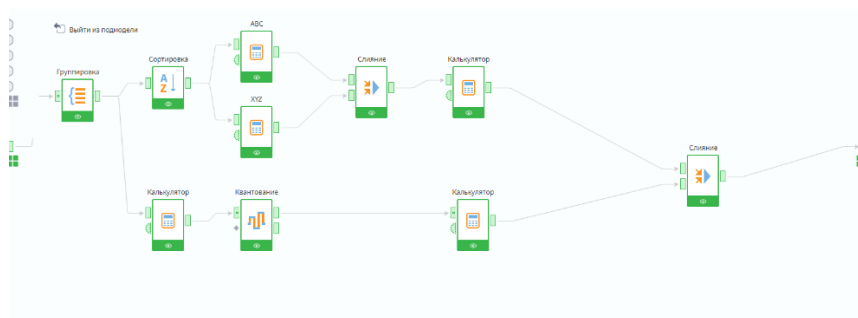 Выйти из подмодели
ABC
Сортировка
Слияние
Калькулятор
Группировка
XYZ
Слияние
Калькулятор
Квантование
Калькулятор